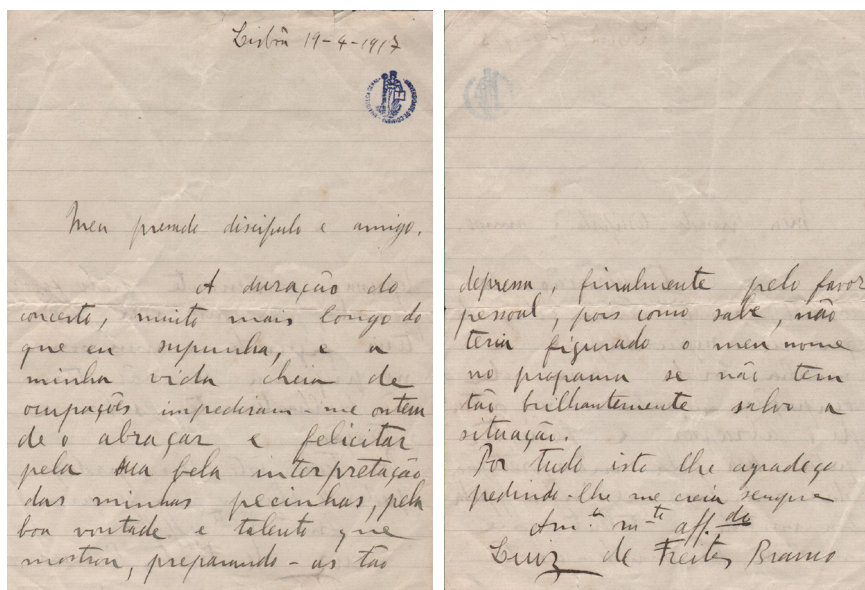 Lisbôa 19-4-1917
Meu presado discipulo e amigo.
A duração do
concerto, muito mais longo do
que eu supunha, e a
minha vida cheia de
ocupações impediram-me ontem
de o abraçar e felicitar
pela sua bela interpretação
das minhas pecinhas, pela
boa vontade e talento que
mostrou, preparando-as tão
depressa, finalmente pelo favor
pessoal, pois como sabe, não
teria figurado o meu nome
no programa se não tem
tão brilhantemente salvo a
situação.
Por tudo isto lhe agradeço
pedindo-lhe me creia sempre
Am.º m.to aff.do
Luiz de Freitas Branco